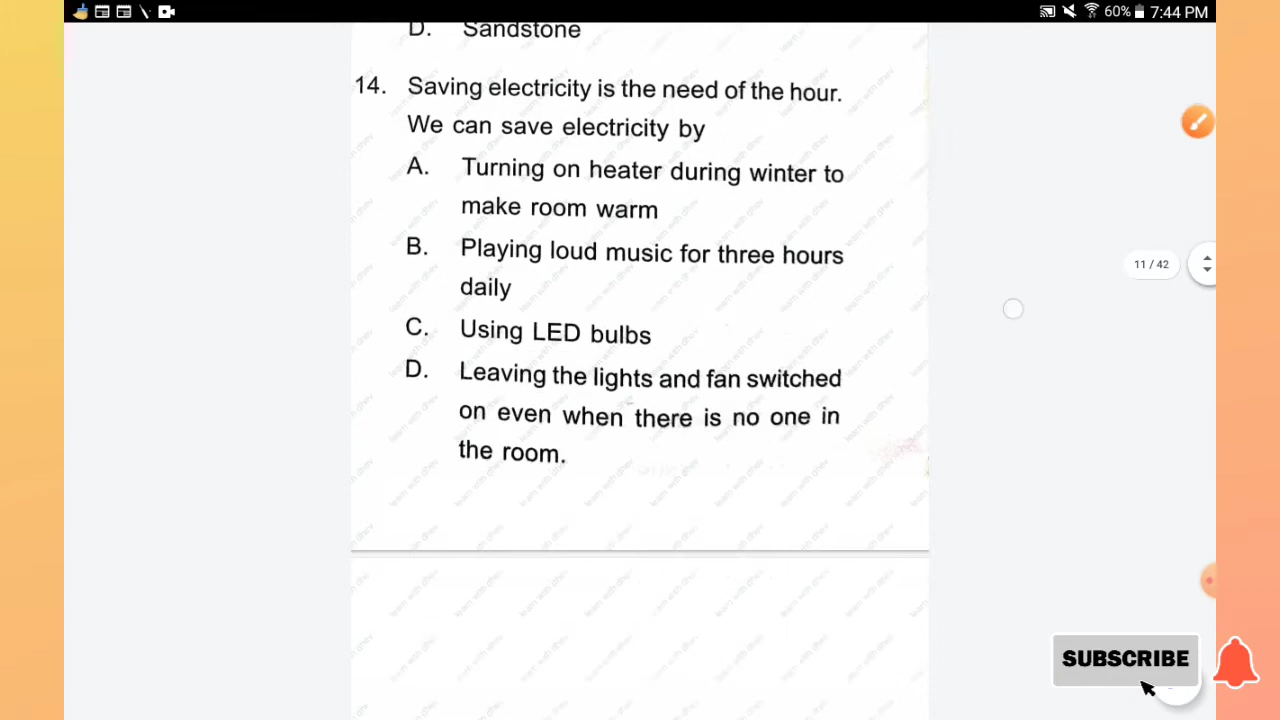 60% 7:44 PM
D. Sandstone
14. Saving electricity is the need of the hour.
We can save electricity by
A. Turning on heater during winter to
make room warm
B. Playing loud music for three hours
daily
C. Using LED bulbs
D. Leaving the lights and fan switched
on even when there is no one in
the room.
11 / 42
SUBSCRIBE
learn with dhev